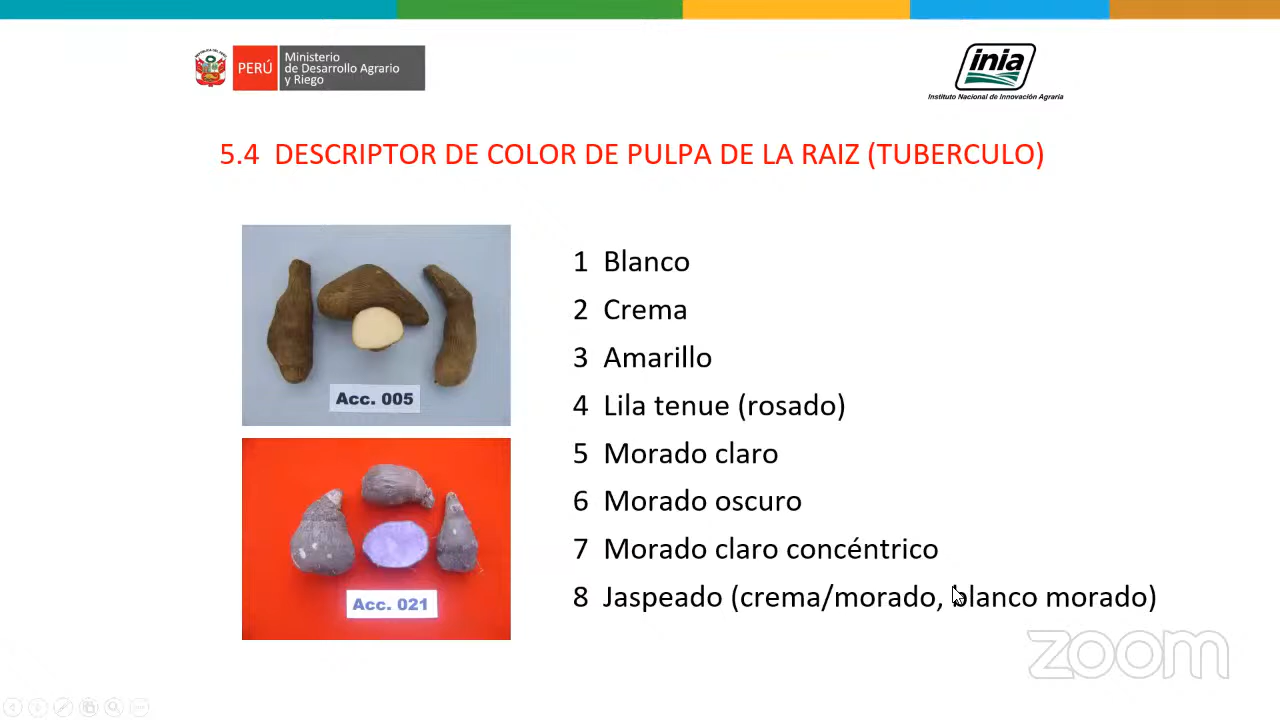 PERÚ
Ministerio
de Desarrollo Agrario
y Riego
inia
Instituto Nacional de Innovación Agraria
5.4 DESCRIPTOR DE COLOR DE PULPA DE LA RAIZ (TUBERCULO)
Acc. 005
Acc. 021
1 Blanco
2 Crema
3 Amarillo
4 Lila tenue (rosado)
5 Morado claro
6 Morado oscuro
7 Morado claro concéntrico
8 Jaspeado (crema/morado, blanco morado)
zoom